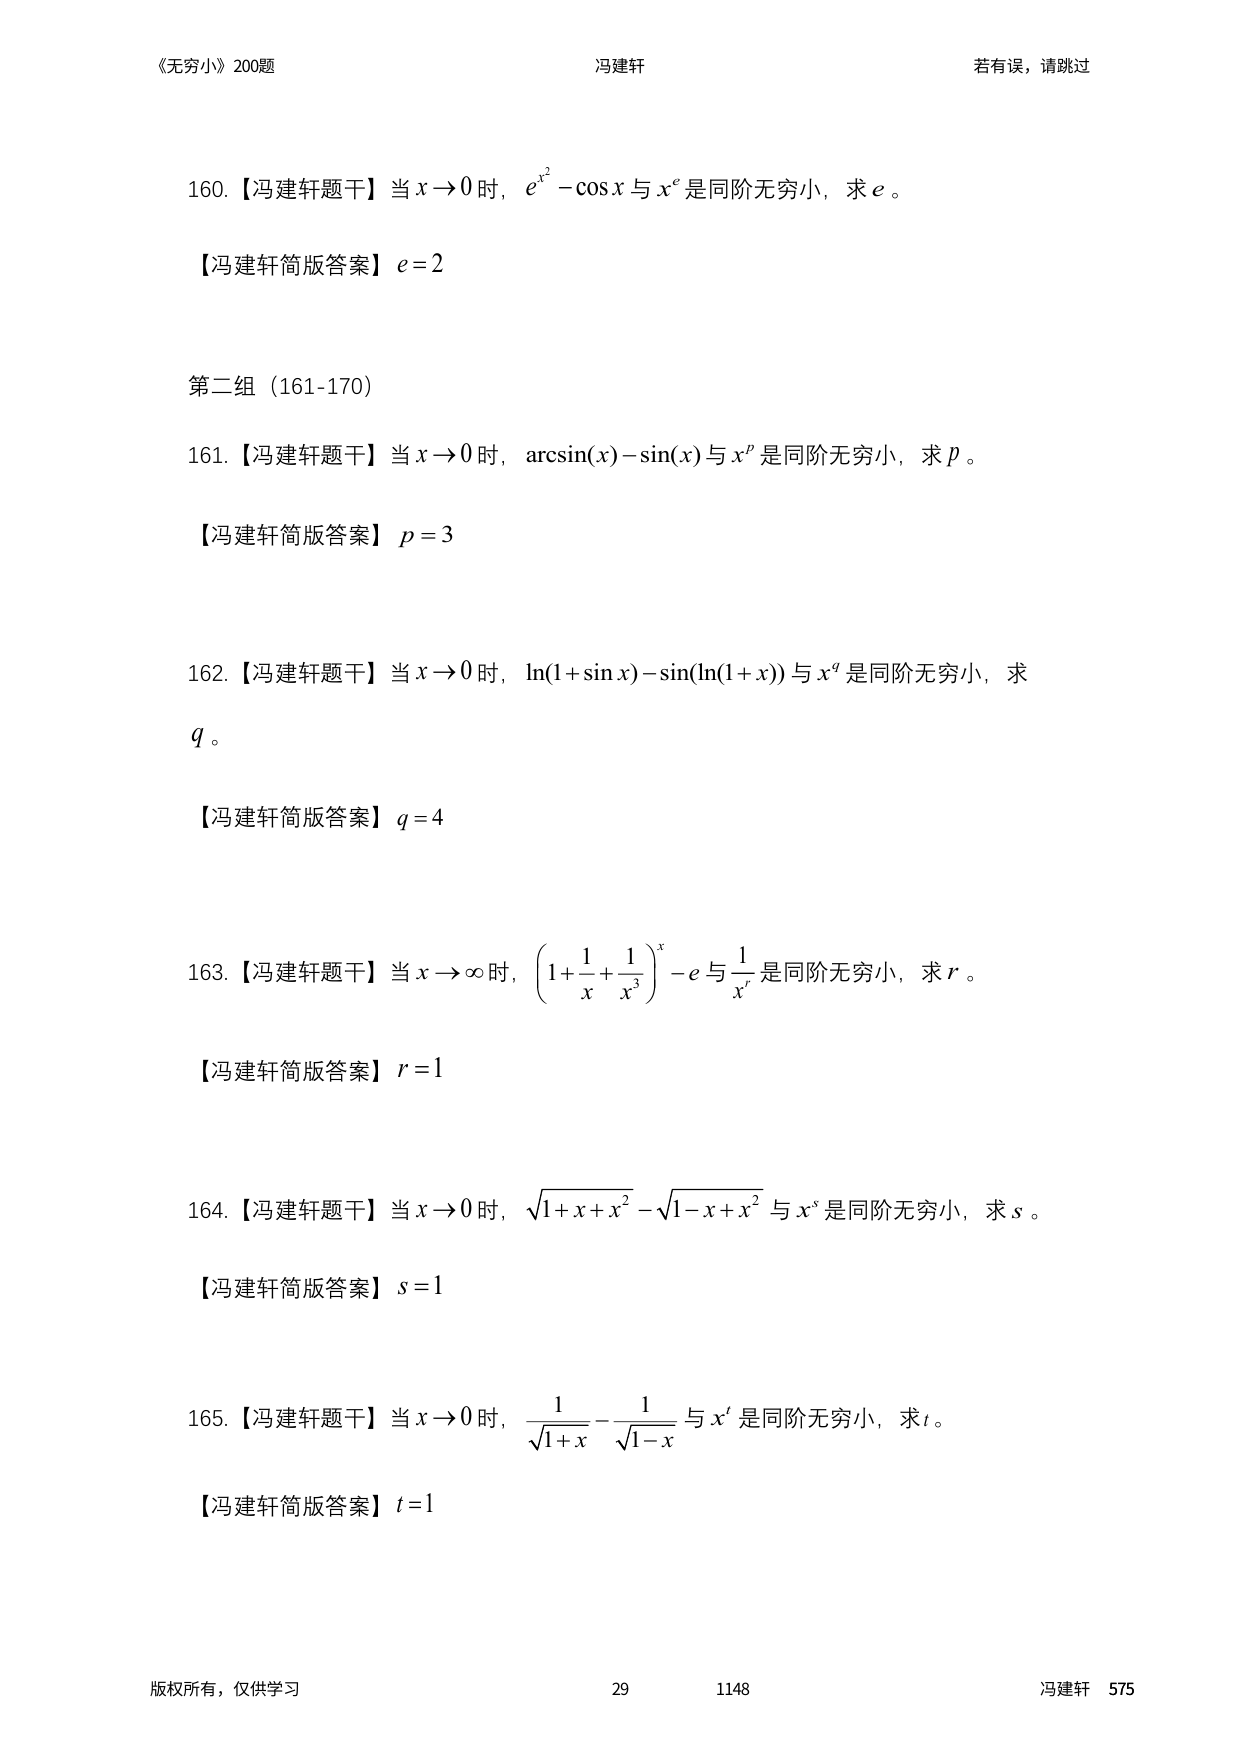 《无穷小》200题 冯建轩 若有误，请跳过
160.【冯建轩题干】当 x→0 时， e^{x^2} − cos x 与 x^e 是同阶无穷小，求 e 。
【冯建轩简版答案】 e = 2
第二组（161-170）
161.【冯建轩题干】当 x→0 时， arcsin(x) − sin(x) 与 x^p 是同阶无穷小，求 p 。
【冯建轩简版答案】 p = 3
162.【冯建轩题干】当 x→0 时， ln(1+sin x) − sin(ln(1+x)) 与 x^q 是同阶无穷小，求
q 。
【冯建轩简版答案】 q = 4
163.【冯建轩题干】当 x→∞ 时， (1 + 1/x + 1/x^3)^x − e 与 1/x^r 是同阶无穷小，求 r 。
【冯建轩简版答案】 r = 1
164.【冯建轩题干】当 x→0 时， √(1+x+x^2) − √(1−x+x^2) 与 x^s 是同阶无穷小，求 s 。
【冯建轩简版答案】 s = 1
165.【冯建轩题干】当 x→0 时， 1/√(1+x) − 1/√(1−x) 与 x^t 是同阶无穷小，求 t 。
【冯建轩简版答案】 t = 1
版权所有，仅供学习 29 1148 冯建轩 575